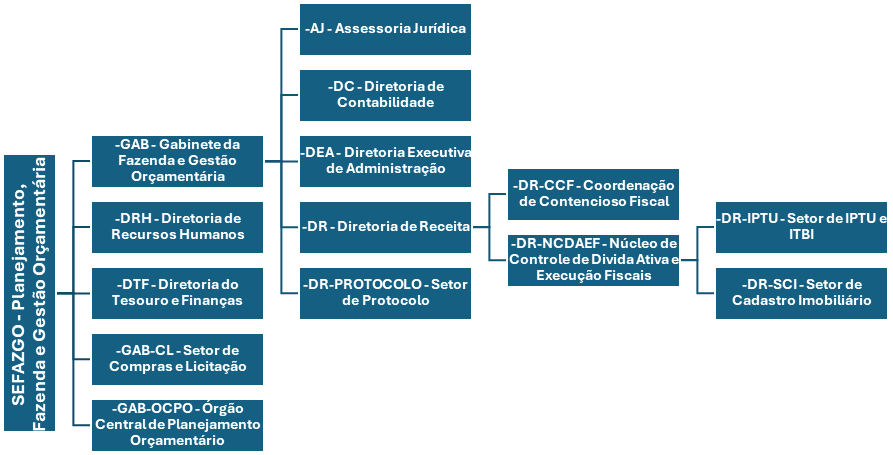 SEFAZGO - Planejamento,
Fazenda e Gestão Orçamentária
-GAB - Gabinete da
Fazenda e Gestão
Orçamentária
-DRH - Diretoria de
Recursos Humanos
-DTF - Diretoria do
Tesouro e Finanças
-GAB-CL - Setor de
Compras e Licitação
-GAB-OCPO - Órgão
Central de Planejamento
Orçamentário
-AJ - Assessoria Jurídica
-DC - Diretoria de
Contabilidade
-DEA - Diretoria Executiva
de Administração
-DR - Diretoria de Receita
-DR-PROTOCOLO - Setor
de Protocolo
-DR-CCF - Coordenação
de Contencioso Fiscal
-DR-NCDAEF - Núcleo de
Controle de Divida Ativa e
Execução Fiscais
-DR-IPTU - Setor de IPTU e
ITBI
-DR-SCI - Setor de
Cadastro Imobiliário